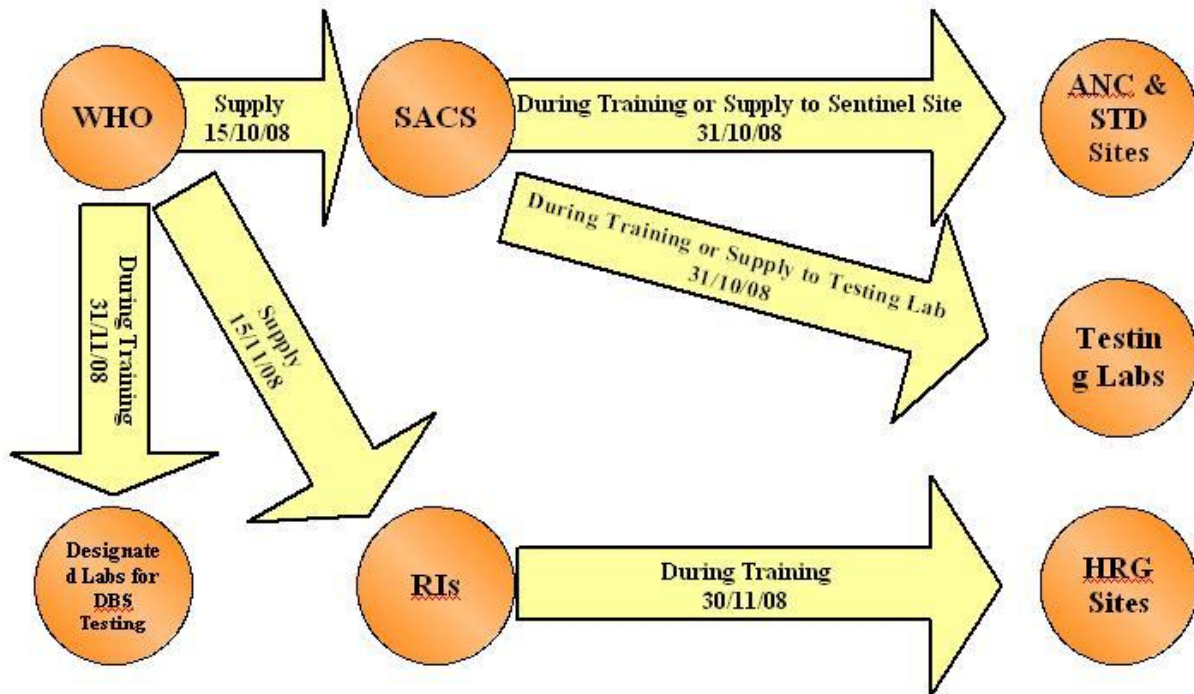 WHO
Supply
15/10/08
SACS
During Training or Supply to Sentinel Site
31/10/08
ANC &
STD
Sites
During Training or Supply to Testing Lab
31/10/08
Testin
g Labs
During Training
31/11/08
Supply
15/11/08
Designate
d Labs for
DBS
Testing
RIs
During Training
30/11/08
HRG
Sites